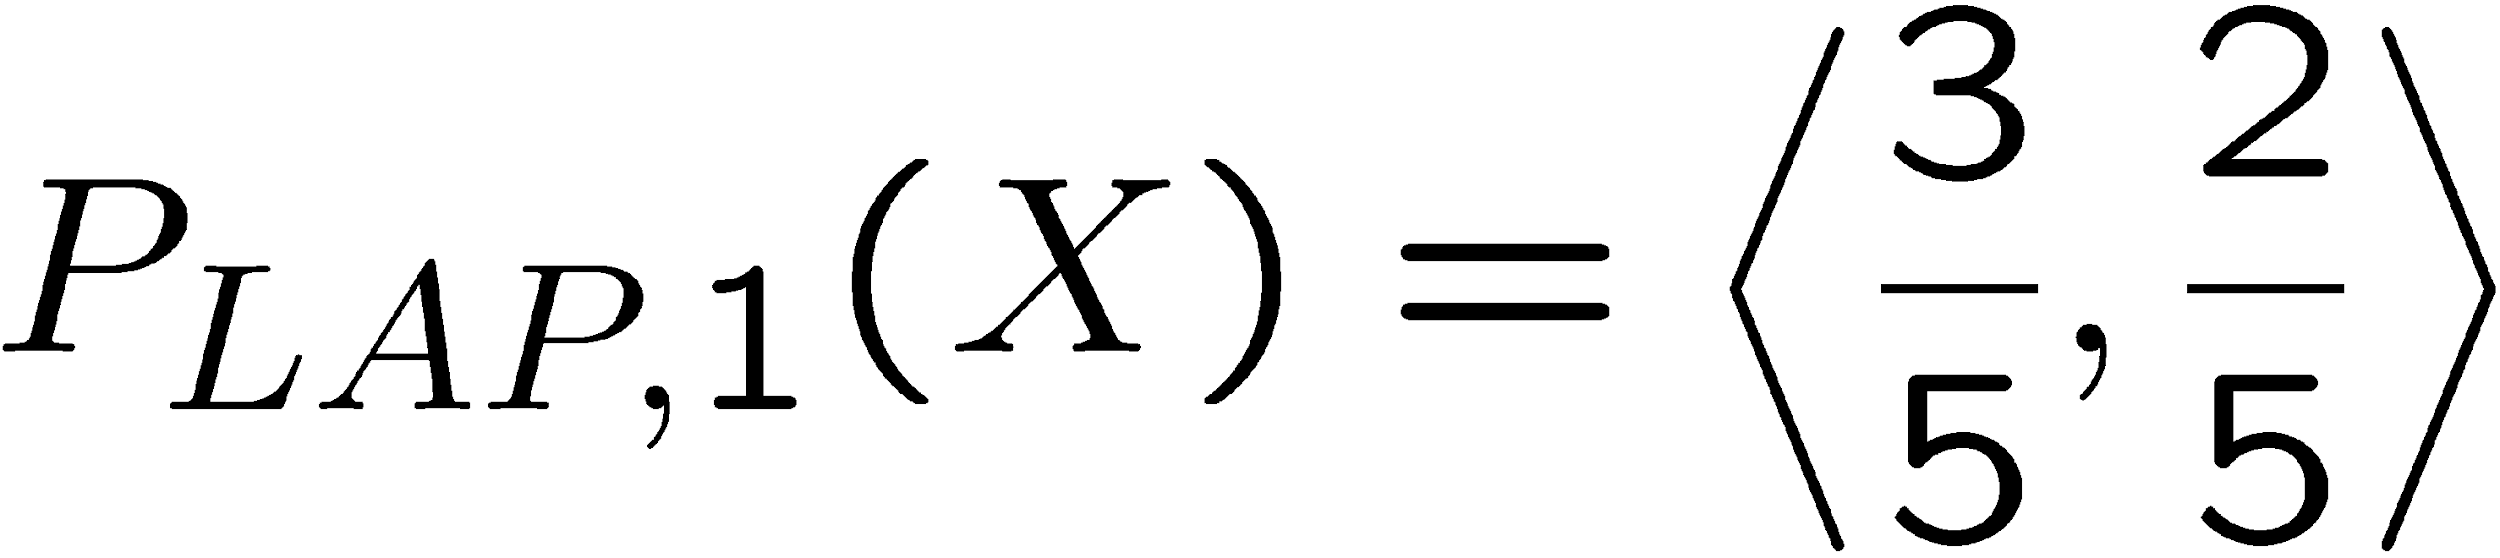 P_{LAP,1}(X) = ⟨3/5, 2/5⟩